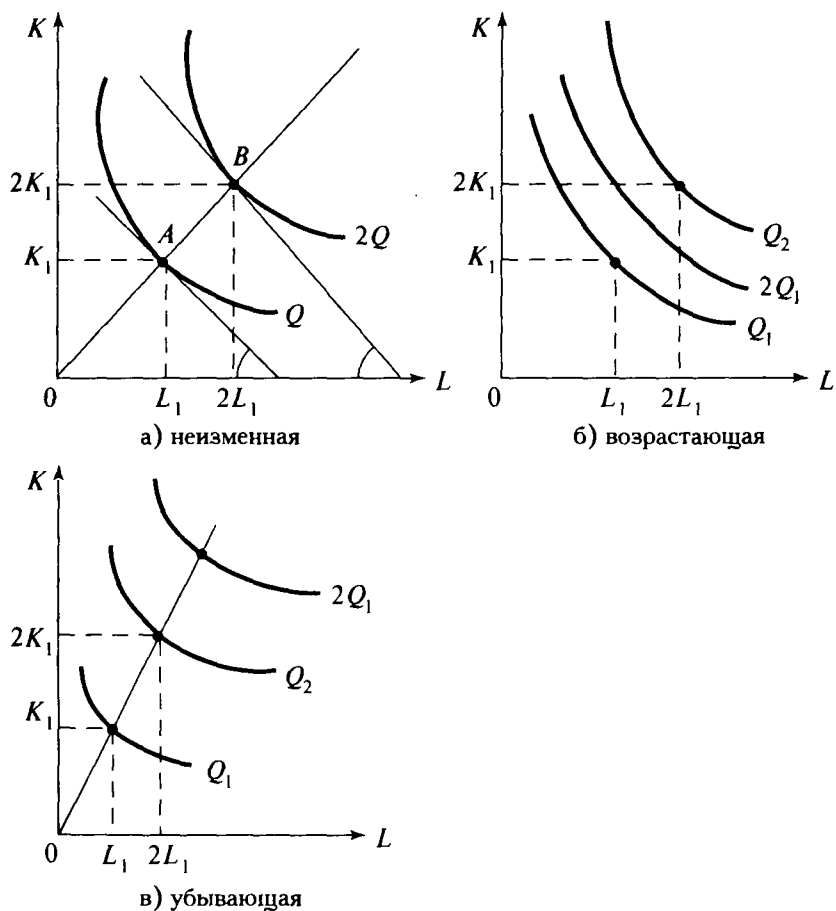 K
K
2K₁
B
2K₁
2Q
Q₂
K₁
A
K₁
2Q₁
Q
Q₁
0
L₁
2L₁
L
0
L₁
2L₁
L
а) неизменная
б) возрастающая
K
2Q₁
2K₁
Q₂
K₁
Q₁
0
L₁
2L₁
L
в) убывающая